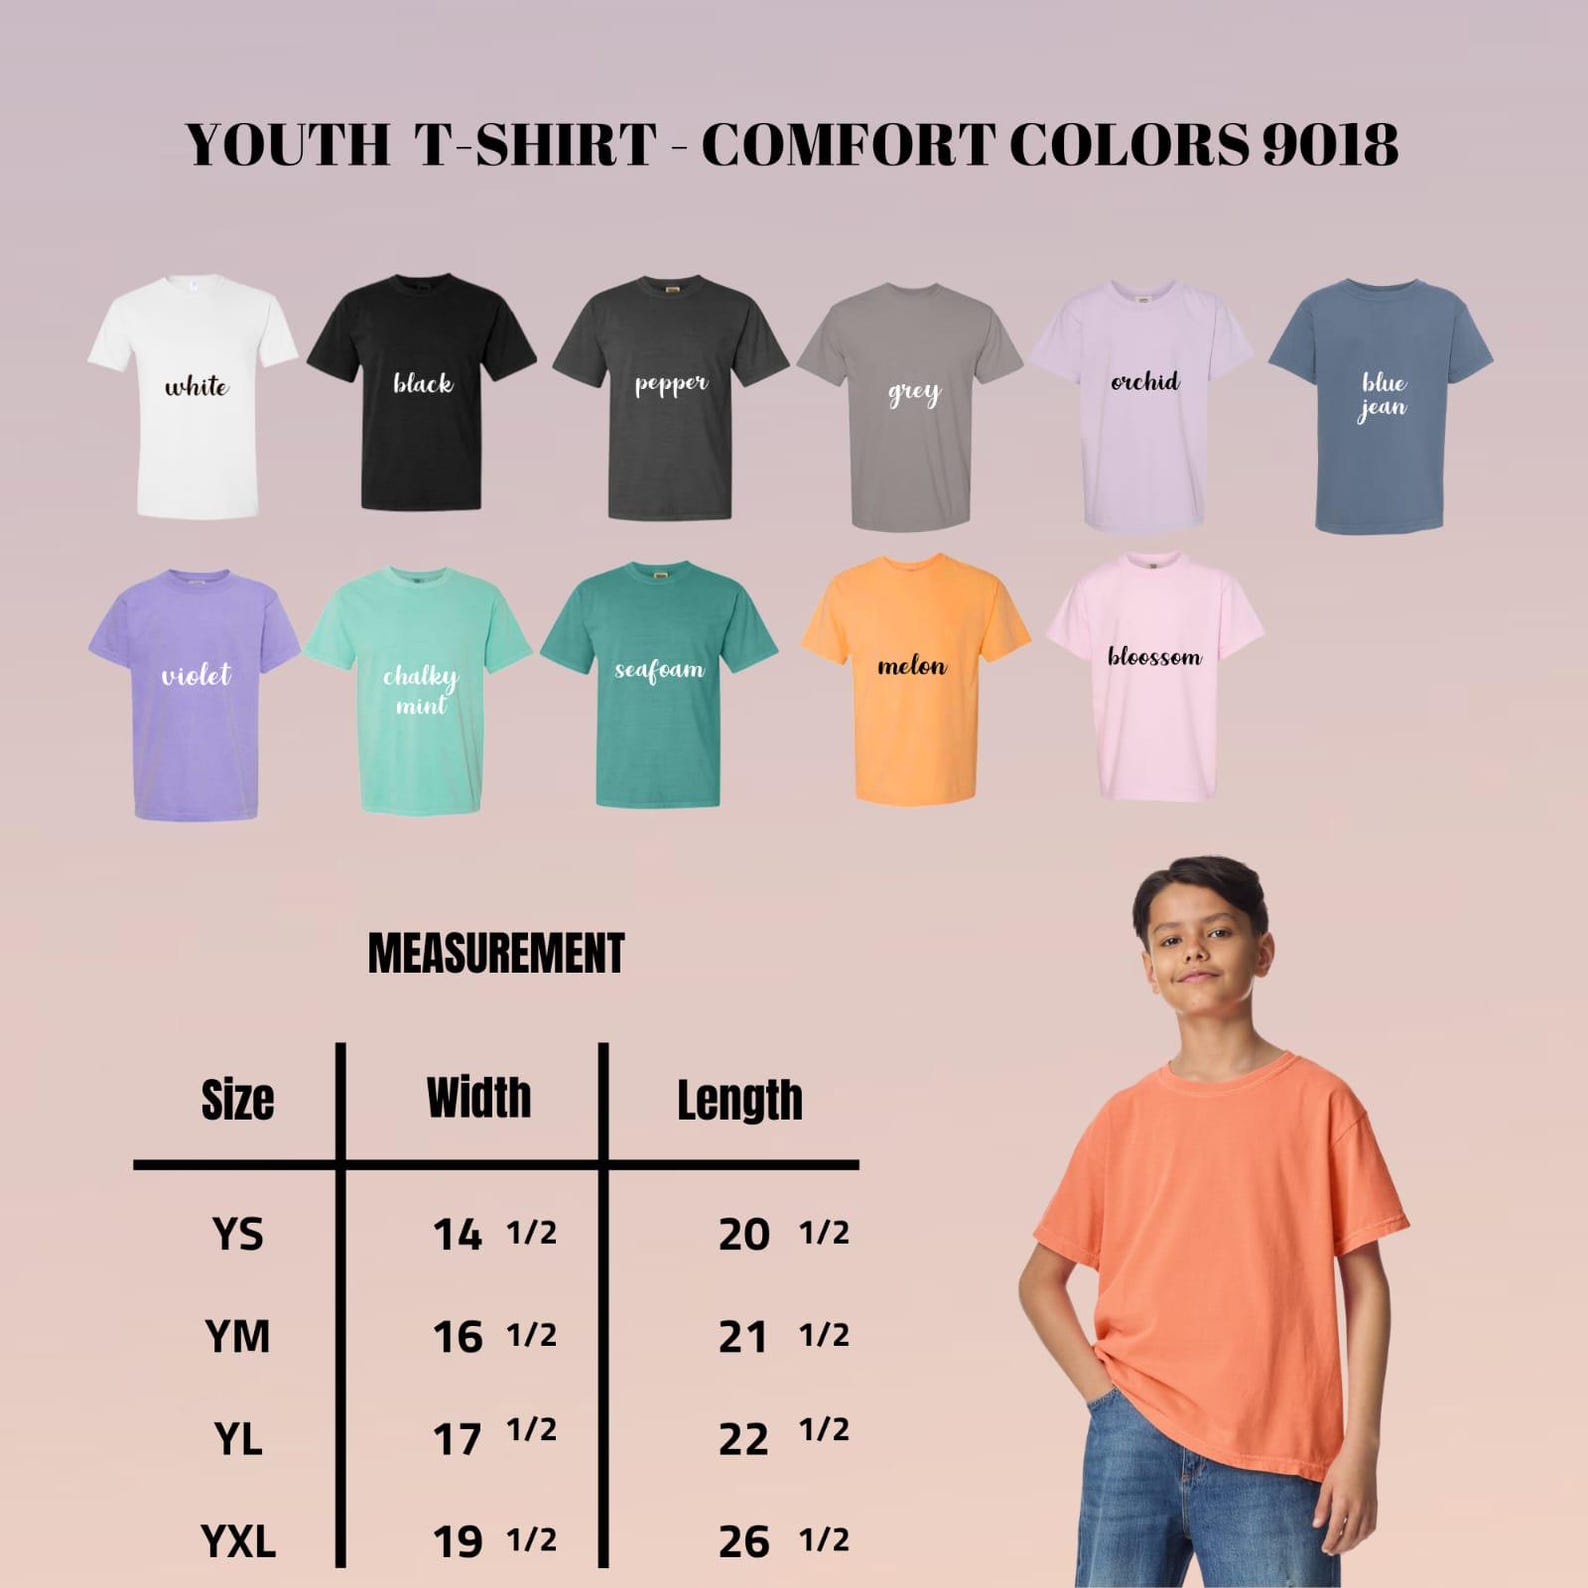 YOUTH T-SHIRT - COMFORT COLORS 9018
white
black
pepper
grey
orchid
blue
jean
violet
chalky
mint
seafoam
melon
bloossom
MEASUREMENT
Size Width Length
YS 14 1/2 20 1/2
YM 16 1/2 21 1/2
YL 17 1/2 22 1/2
YXL 19 1/2 26 1/2